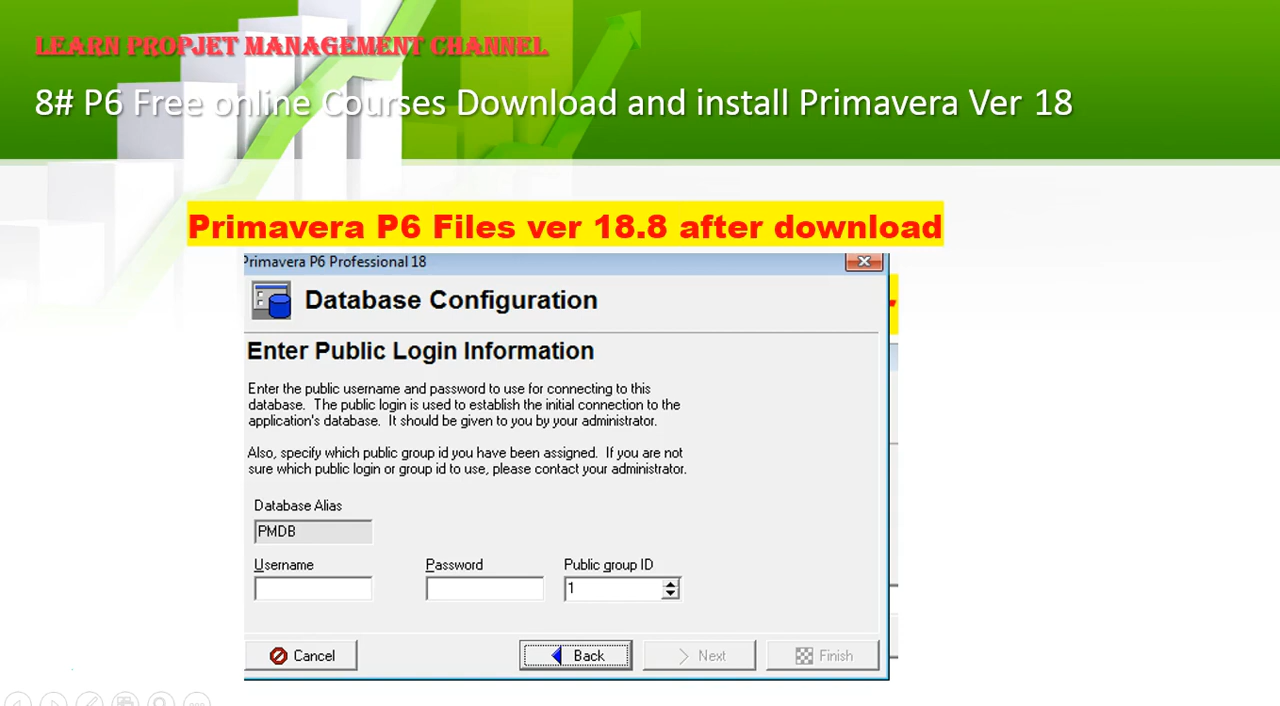 LEARN PROPJET MANAGEMENT CHANNEL
8# P6 Free online Courses Download and install Primavera Ver 18
Primavera P6 Files ver 18.8 after download
Primavera P6 Professional 18
Database Configuration
Enter Public Login Information
Enter the public username and password to use for connecting to this
database. The public login is used to establish the initial connection to the
application's database. It should be given to you by your administrator.
Also, specify which public group id you have been assigned. If you are not
sure which public login or group id to use, please contact your administrator.
Database Alias
PMDB
Username Password Public group ID
1
Cancel Back Next Finish